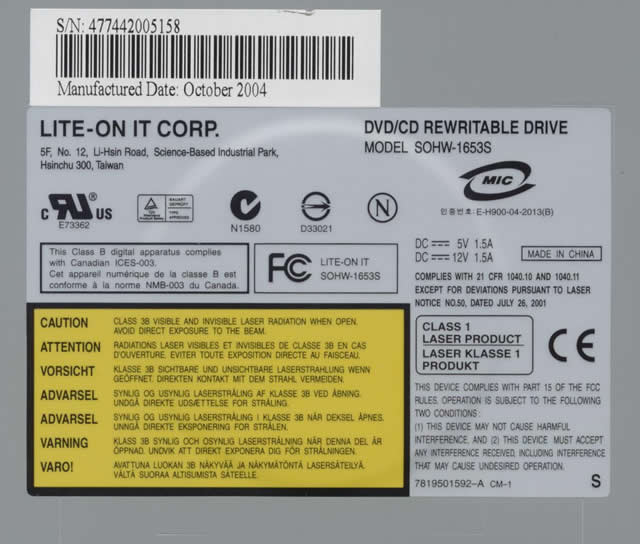 S/N: 477442005158
Manufactured Date: October 2004
LITE-ON IT CORP.
5F, No. 12, Li-Hsin Road, Science-Based Industrial Park,
Hsinchu 300, Taiwan
DVD/CD REWRITABLE DRIVE
MODEL SOHW-1653S
MIC
인증번호: E-H900-04-2013(B)
C UR US
E73362
BAUART
GEPRÜFT
TYPE
APPROVED
N1580
D33021
N
This Class B digital apparatus complies
with Canadian ICES-003.
Cet appareil numérique de la classe B est
conforme à la norme NMB-003 du Canada.
FC LITE-ON IT
SOHW-1653S
DC 5V 1.5A
DC 12V 1.5A
MADE IN CHINA
COMPLIES WITH 21 CFR 1040.10 AND 1040.11
EXCEPT FOR DEVIATIONS PURSUANT TO LASER
NOTICE NO.50, DATED JULY 26, 2001
CAUTION CLASS 3B VISIBLE AND INVISIBLE LASER RADIATION WHEN OPEN.
AVOID DIRECT EXPOSURE TO THE BEAM.
ATTENTION RADIATIONS LASER VISIBLES ET INVISIBLES DE CLASSE 3B EN CAS
D'OUVERTURE. EVITER TOUTE EXPOSITION DIRECTE AU FAISCEAU.
VORSICHT KLASSE 3B SICHTBARE UND UNSICHTBARE LASERSTRAHLUNG WENN
GEÖFFNET. DIREKTEN KONTAKT MIT DEM STRAHL VERMEIDEN.
ADVARSEL SYNLIG OG USYNLIG LASERSTRÅLING AF KLASSE 3B VED ÅBNING.
UNDGÅ DIREKTE UDSÆTTELSE FOR STRÅLING.
ADVARSEL SYNLIG OG USYNLIG LASERSTRÅLING I KLASSE 3B NÅR DEKSEL ÅPNES.
UNNGÅ DIREKTE EKSPONERING FOR STRÅLING.
VARNING KLASS 3B SYNLIG OCH OSYNLIG LASERSTRÅLNING NÄR DENNA DEL ÄR
ÖPPNAD. UNDVIK ATT DIREKT EXPONERA DIG FÖR STRÅLNINGEN.
VARO! AVATTUNA LUOKAN 3B NÄKYVÄÄ JA NÄKYMÄTÖNTÄ LASERSÄTEILYÄ.
VÄLTÄ SUORAA ALTISUMISTA SÄTEELLE.
CLASS 1
LASER PRODUCT
LASER KLASSE 1
PRODUKT
CE
THIS DEVICE COMPLIES WITH PART 15 OF THE FCC
RULES. OPERATION IS SUBJECT TO THE FOLLOWING
TWO CONDITIONS:
(1) THIS DEVICE MAY NOT CAUSE HARMFUL
INTERFERENCE, AND (2) THIS DEVICE MUST ACCEPT
ANY INTERFERENCE RECEIVED, INCLUDING INTERFERENCE
THAT MAY CAUSE UNDESIRED OPERATION.
7819501592-A CM-1
S